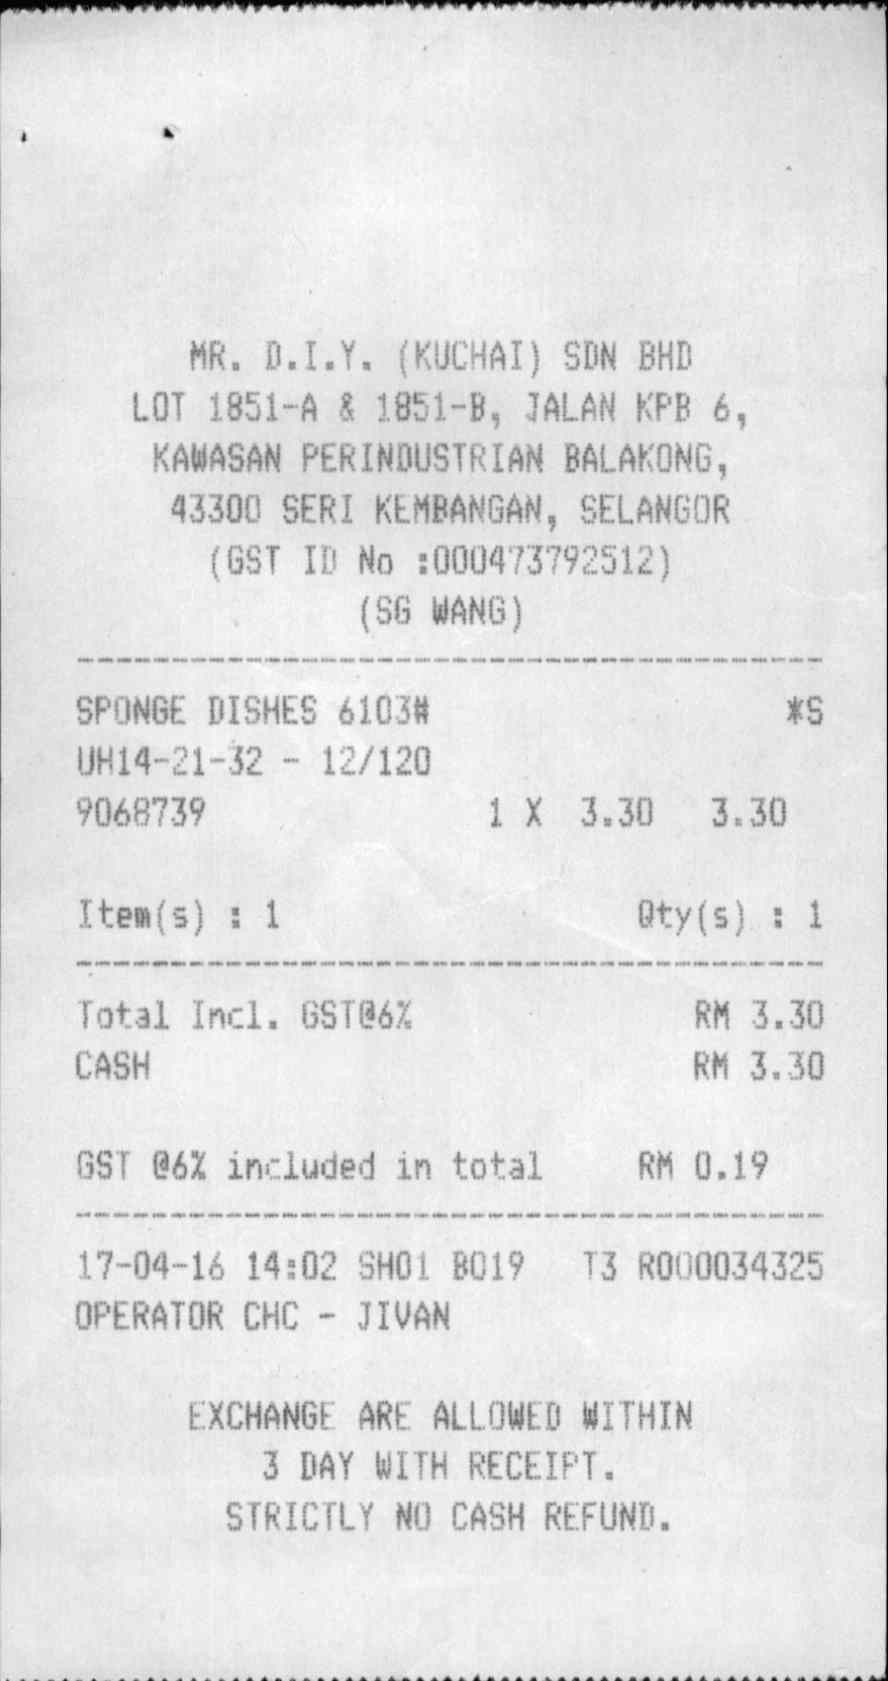 MR. D.I.Y. (KUCHAI) SDN BHD
LOT 1851-A & 1851-B, JALAN KPB 6,
KAWASAN PERINDUSTRIAN BALAKONG,
43300 SERI KEMBANGAN, SELANGOR
(GST ID No :000473792512)
(SG WANG)
SPONGE DISHES 6103# *S
UH14-21-32 - 12/120
9068739 1 X 3.30 3.30
Item(s) : 1 Qty(s) : 1
Total Incl. GST@6% RM 3.30
CASH RM 3.30
GST @6% included in total RM 0.19
17-04-16 14:02 SH01 B019 T3 R000034325
OPERATOR CHC - JIVAN
EXCHANGE ARE ALLOWED WITHIN
3 DAY WITH RECEIPT.
STRICTLY NO CASH REFUND.